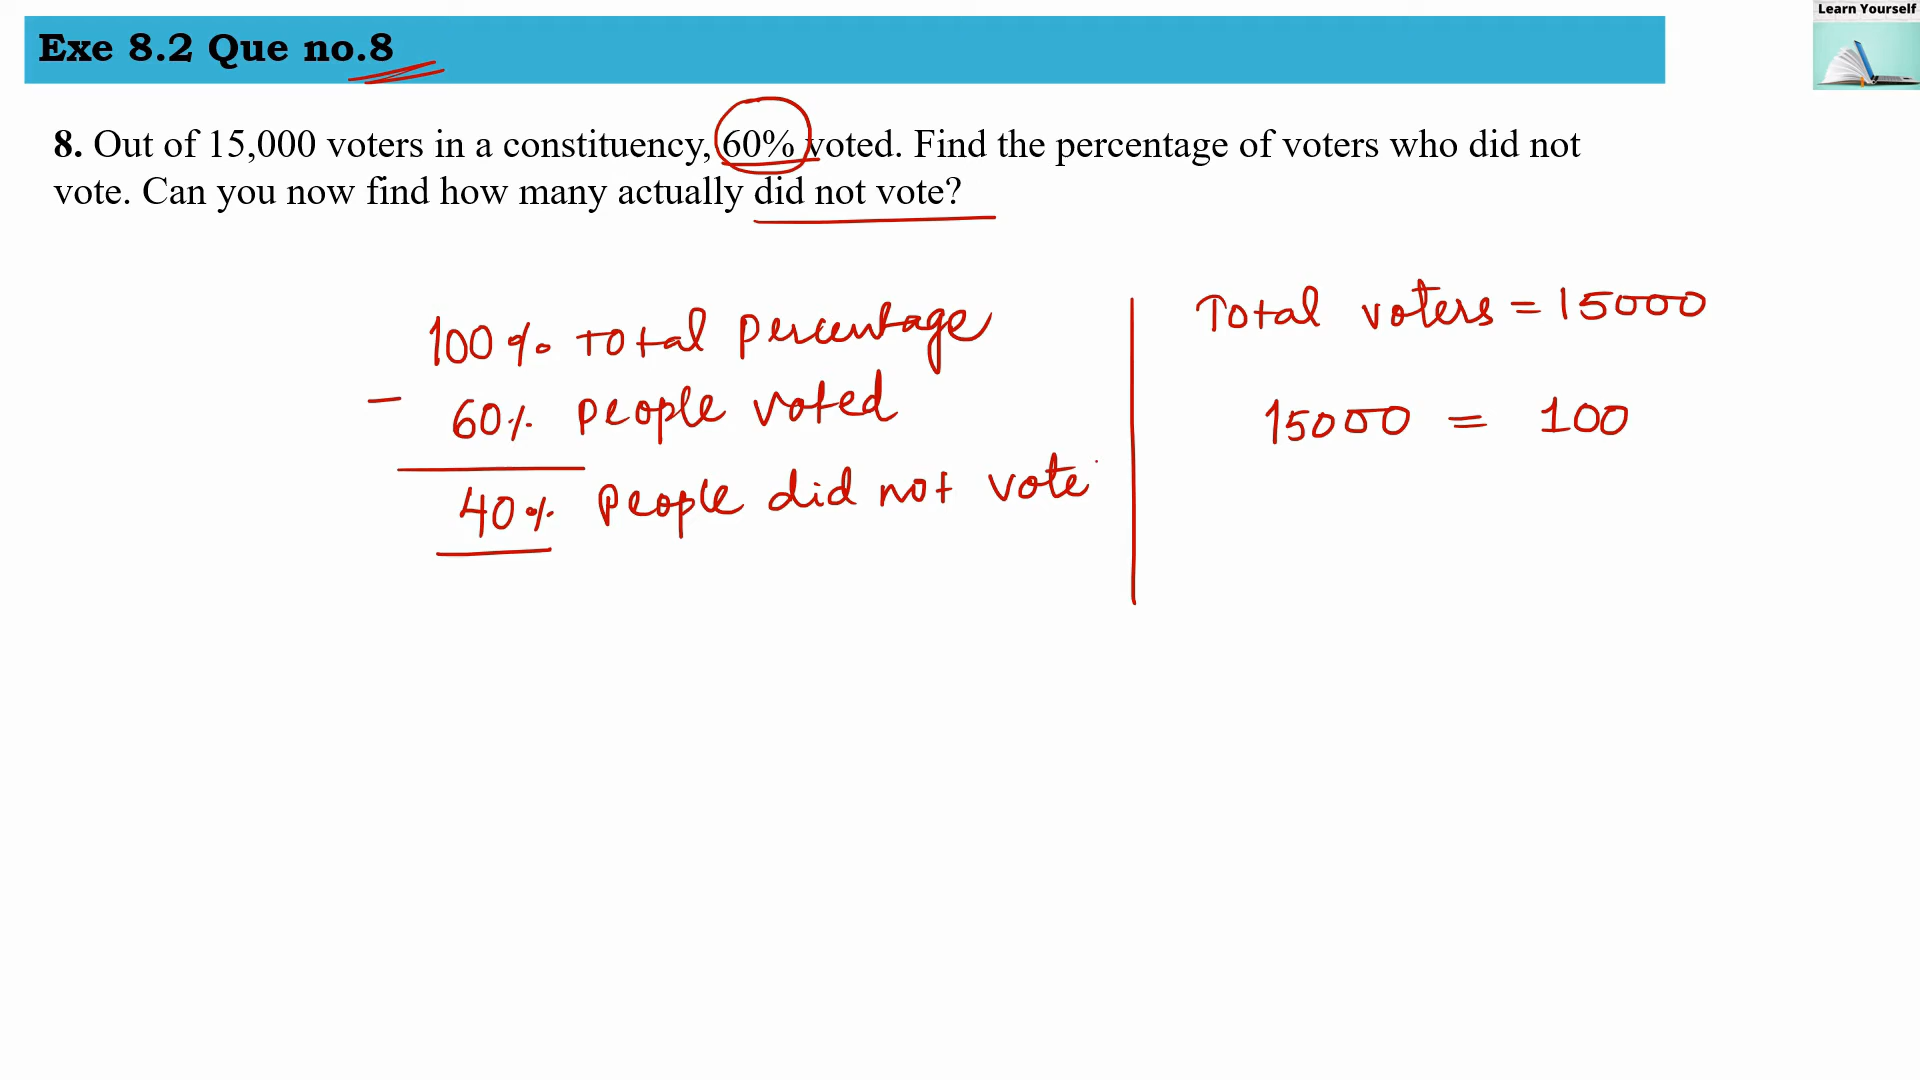 Learn Yourself
Exe 8.2 Que no.8
8. Out of 15,000 voters in a constituency, 60% voted. Find the percentage of voters who did not
vote. Can you now find how many actually did not vote?
100% Total percentage
- 60% people voted
40% people did not vote
Total voters = 15000
15000 = 100